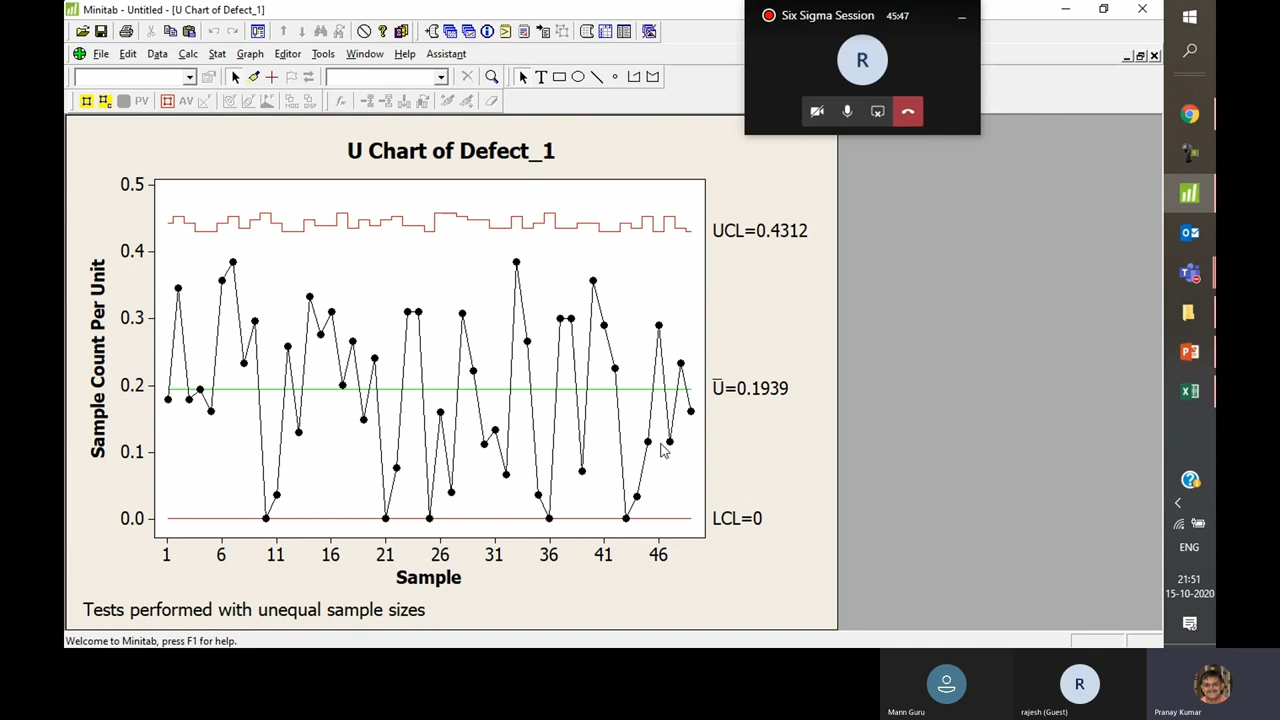 Minitab - Untitled - [U Chart of Defect_1]
Six Sigma Session 45:47
R
File Edit Data Calc Stat Graph Editor Tools Window Help Assistant
PV AV
U Chart of Defect_1
0.5
0.4
0.3
0.2
0.1
0.0
Sample Count Per Unit
UCL=0.4312
U=0.1939
LCL=0
1 6 11 16 21 26 31 36 41 46
Sample
Tests performed with unequal sample sizes
Welcome to Minitab, press F1 for help.
ENG
21:51
15-10-2020
R
Mann Guru
rajesh (Guest)
Pranay Kumar